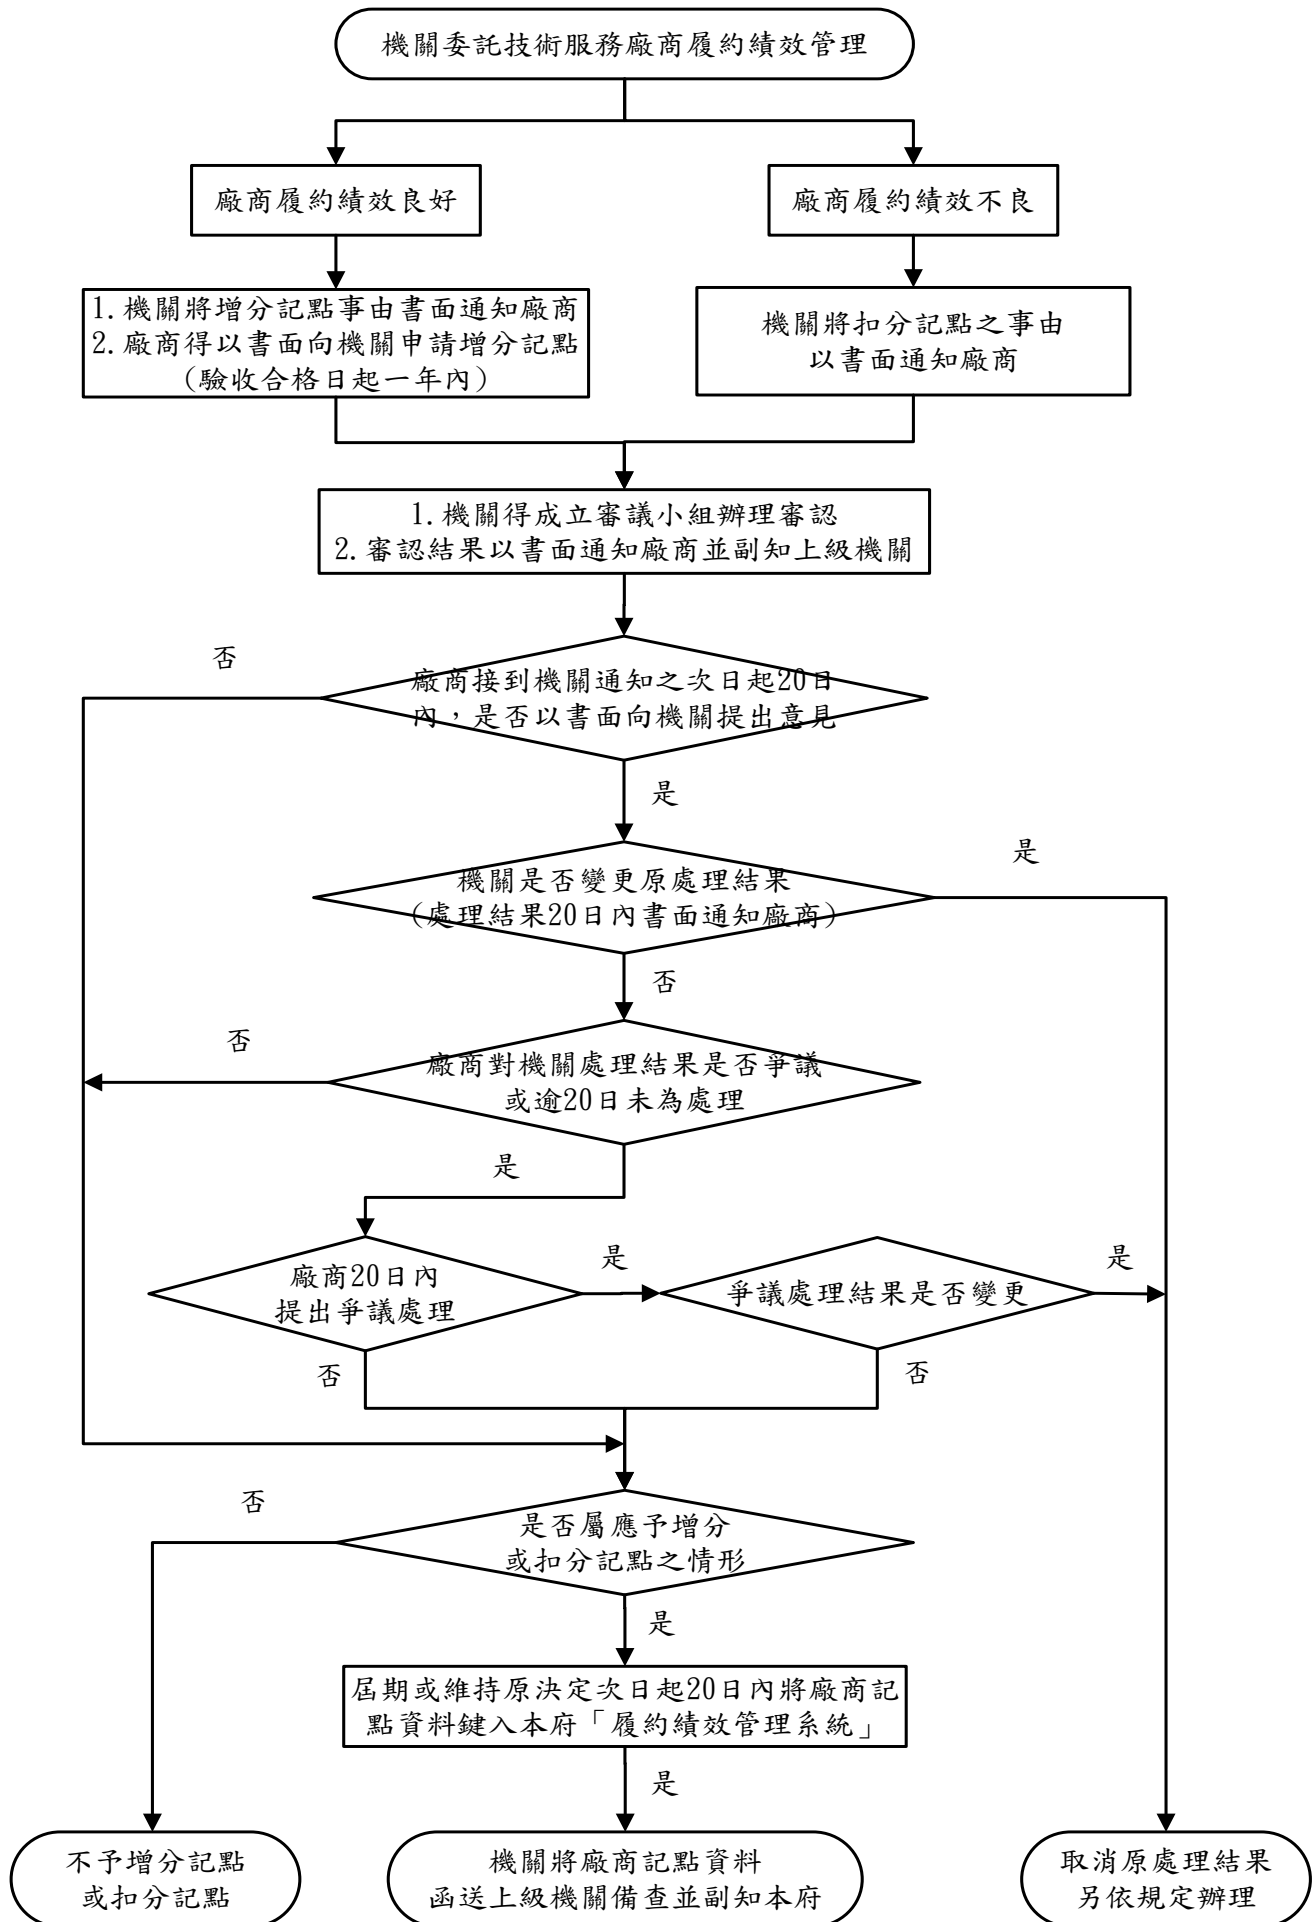 機關委託技術服務廠商履約績效管理
廠商履約績效良好
廠商履約績效不良
1.機關將增分記點事由書面通知廠商
2.廠商得以書面向機關申請增分記點
(驗收合格日起一年內)
機關將扣分記點之事由
以書面通知廠商
1.機關得成立審議小組辦理審認
2.審認結果以書面通知廠商並副知上級機關
否
廠商接到機關通知之次日起20日
內，是否以書面向機關提出意見
是
是
機關是否變更原處理結果
(處理結果20日內書面通知廠商)
否
否
廠商對機關處理結果是否爭議
或逾20日未為處理
是
廠商20日內
提出爭議處理
是
爭議處理結果是否變更
是
否
否
否
是否屬應予增分
或扣分記點之情形
是
屆期或維持原決定次日起20日內將廠商記
點資料鍵入本府「履約績效管理系統」
是
不予增分記點
或扣分記點
機關將廠商記點資料
函送上級機關備查並副知本府
取消原處理結果
另依規定辦理